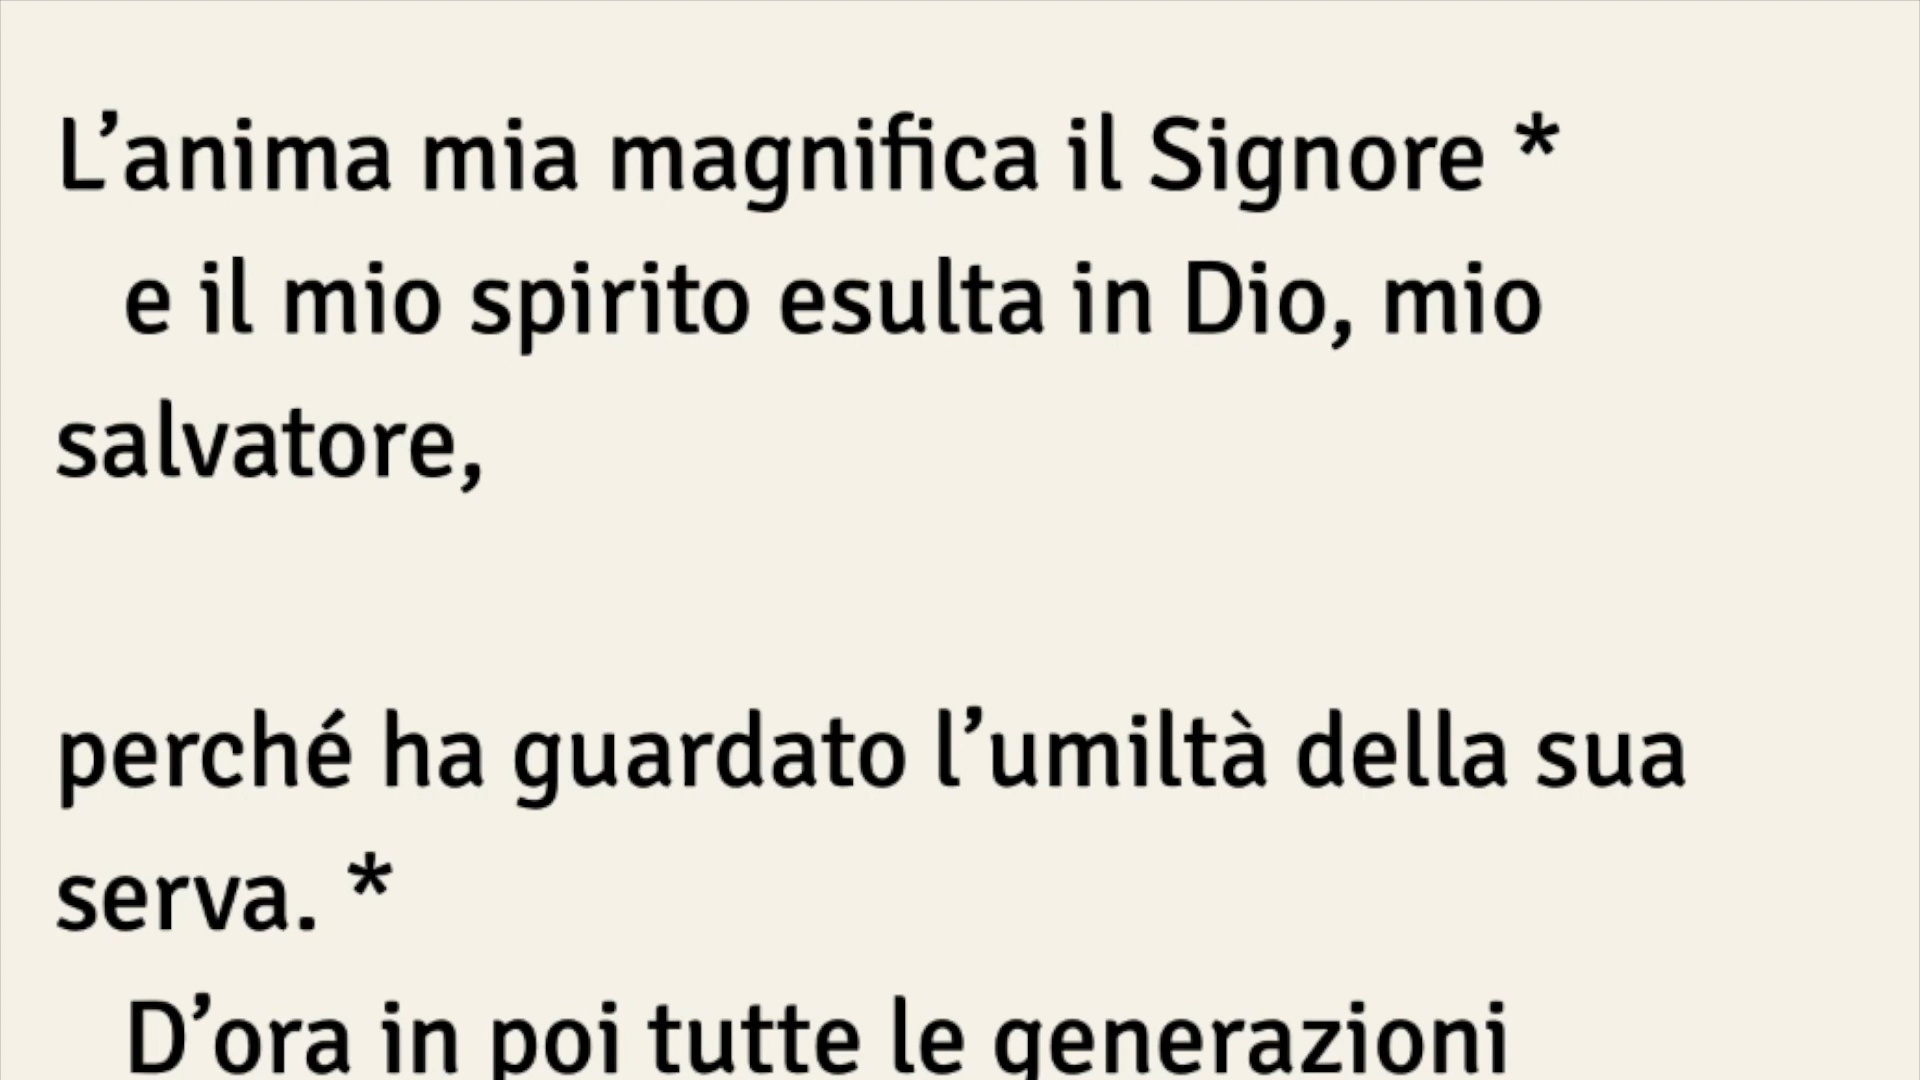 L’anima mia magnifica il Signore *
e il mio spirito esulta in Dio, mio
salvatore,
perché ha guardato l’umiltà della sua
serva. *
D’ora in poi tutte le generazioni